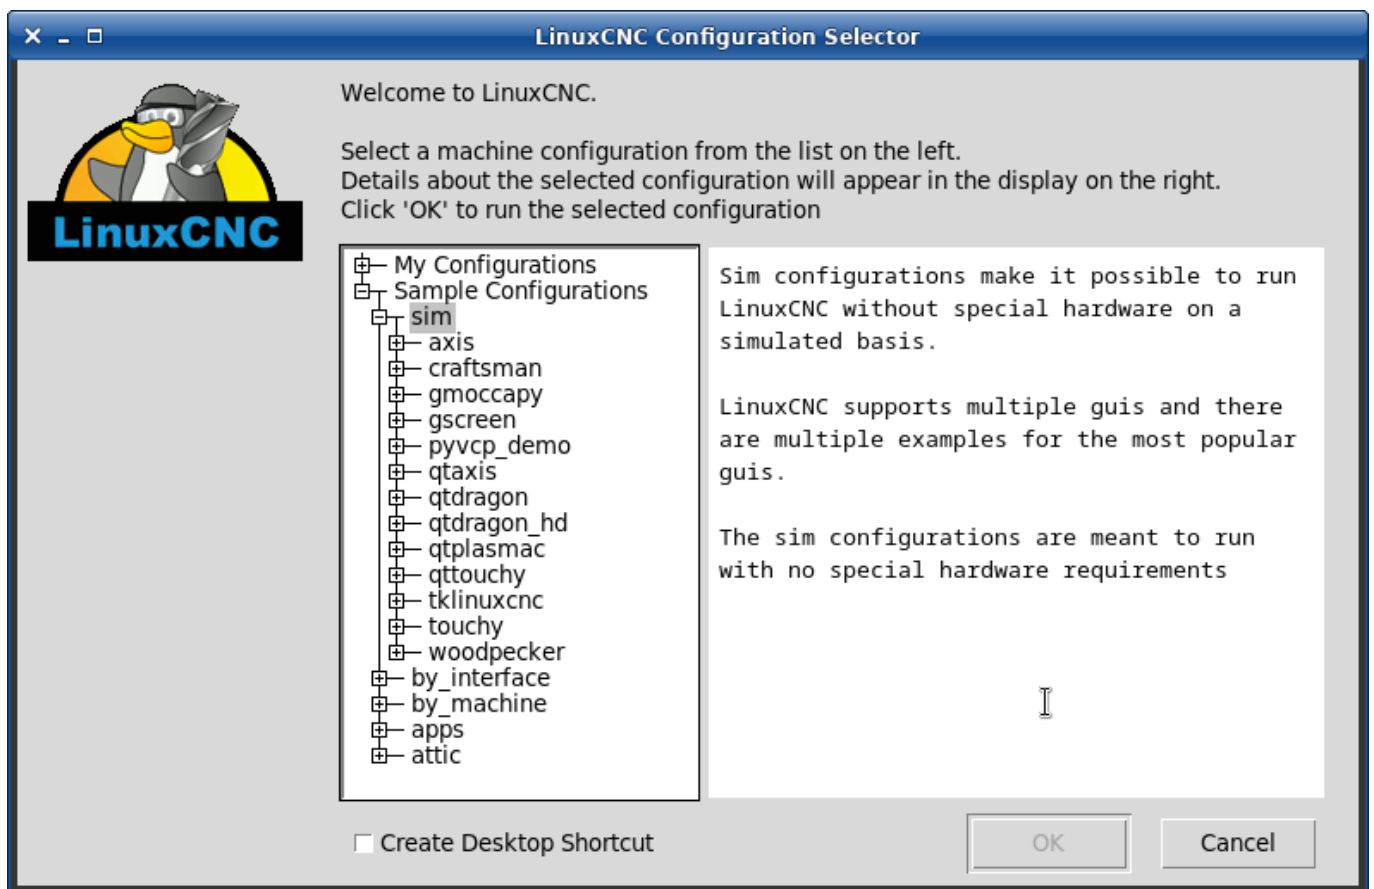 LinuxCNC Configuration Selector
LinuxCNC
Welcome to LinuxCNC.
Select a machine configuration from the list on the left.
Details about the selected configuration will appear in the display on the right.
Click 'OK' to run the selected configuration
My Configurations
Sample Configurations
sim
axis
craftsman
gmoccapy
gscreen
pyvcp_demo
qtaxis
qtdragon
qtdragon_hd
qtplasmac
qttouchy
tklinuxcnc
touchy
woodpecker
by_interface
by_machine
apps
attic
Sim configurations make it possible to run
LinuxCNC without special hardware on a
simulated basis.
LinuxCNC supports multiple guis and there
are multiple examples for the most popular
guis.
The sim configurations are meant to run
with no special hardware requirements
Create Desktop Shortcut
OK
Cancel